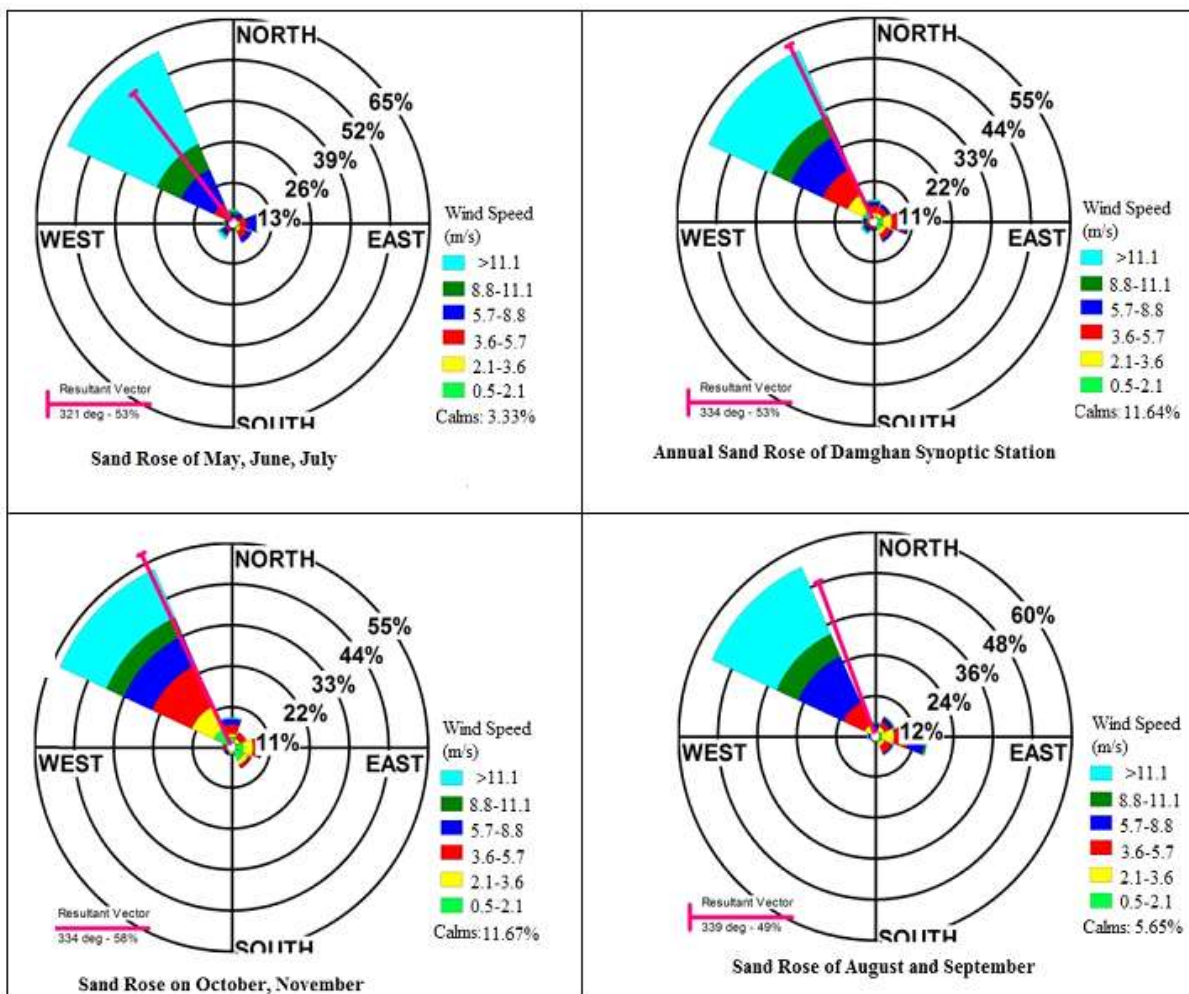 NORTH
65%
52%
39%
26%
13%
WEST
EAST
SOUTH
Wind Speed
(m/s)
>11.1
8.8-11.1
5.7-8.8
3.6-5.7
2.1-3.6
0.5-2.1
Calms: 3.33%
Resultant Vector
321 deg - 53%
Sand Rose of May, June, July
NORTH
55%
44%
33%
22%
11%
WEST
EAST
SOUTH
Wind Speed
(m/s)
>11.1
8.8-11.1
5.7-8.8
3.6-5.7
2.1-3.6
0.5-2.1
Calms: 11.64%
Resultant Vector
334 deg - 53%
Annual Sand Rose of Damghan Synoptic Station
NORTH
55%
44%
33%
22%
11%
WEST
EAST
SOUTH
Wind Speed
(m/s)
>11.1
8.8-11.1
5.7-8.8
3.6-5.7
2.1-3.6
0.5-2.1
Calms: 11.67%
Resultant Vector
334 deg - 58%
Sand Rose on October, November
NORTH
60%
48%
36%
24%
12%
WEST
EAST
SOUTH
Wind Speed
(m/s)
>11.1
8.8-11.1
5.7-8.8
3.6-5.7
2.1-3.6
0.5-2.1
Calms: 5.65%
Resultant Vector
339 deg - 49%
Sand Rose of August and September